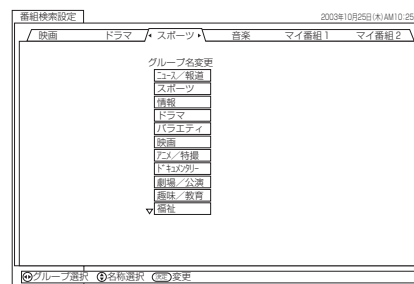 番組検索設定 2003年10月25日(木)AM10:25
映画 ドラマ スポーツ 音楽 マイ番組1 マイ番組2
グループ名変更
ニュース／報道
スポーツ
情報
ドラマ
バラエティ
映画
アニメ／特撮
ドキュメンタリー
劇場／公演
趣味／教育
福祉
グループ選択 名称選択 決定 変更